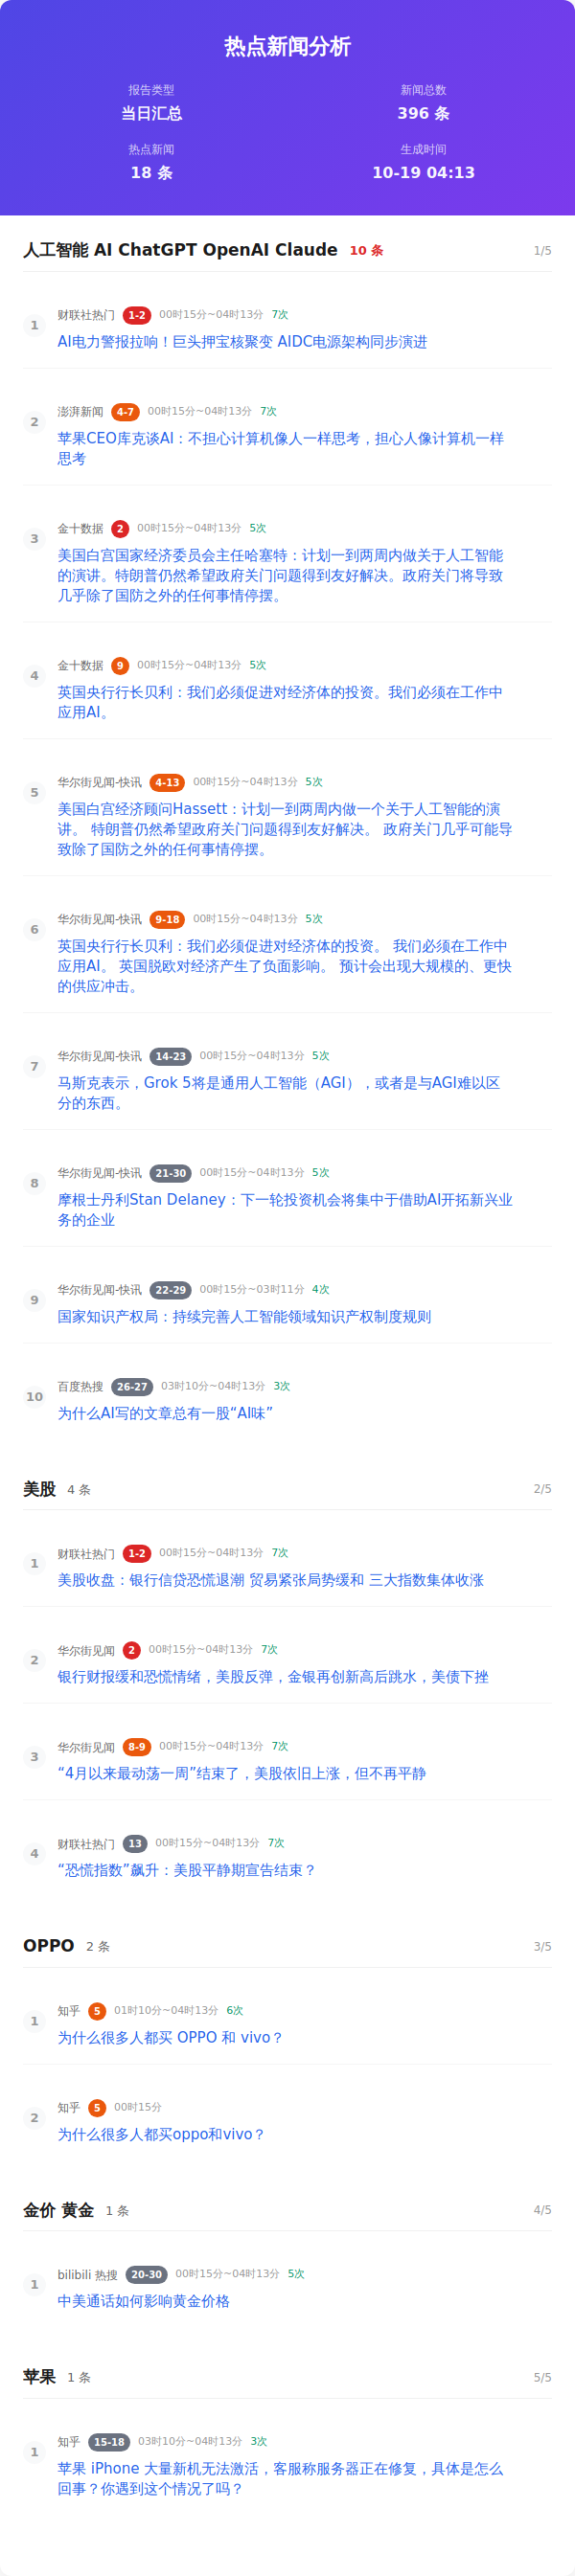 热点新闻分析
报告类型
当日汇总
新闻总数
396 条
热点新闻
18 条
生成时间
10-19 04:13
人工智能 AI ChatGPT OpenAI Claude 10 条 1/5
1 财联社热门 1-2 00时15分~04时13分 7次
AI电力警报拉响！巨头押宝核聚变 AIDC电源架构同步演进
2 澎湃新闻 4-7 00时15分~04时13分 7次
苹果CEO库克谈AI：不担心计算机像人一样思考，担心人像计算机一样
思考
3 金十数据 2 00时15分~04时13分 5次
美国白宫国家经济委员会主任哈塞特：计划一到两周内做关于人工智能
的演讲。特朗普仍然希望政府关门问题得到友好解决。政府关门将导致
几乎除了国防之外的任何事情停摆。
4 金十数据 9 00时15分~04时13分 5次
英国央行行长贝利：我们必须促进对经济体的投资。我们必须在工作中
应用AI。
5 华尔街见闻-快讯 4-13 00时15分~04时13分 5次
美国白宫经济顾问Hassett：计划一到两周内做一个关于人工智能的演
讲。 特朗普仍然希望政府关门问题得到友好解决。 政府关门几乎可能导
致除了国防之外的任何事情停摆。
6 华尔街见闻-快讯 9-18 00时15分~04时13分 5次
英国央行行长贝利：我们必须促进对经济体的投资。 我们必须在工作中
应用AI。 英国脱欧对经济产生了负面影响。 预计会出现大规模的、更快
的供应冲击。
7 华尔街见闻-快讯 14-23 00时15分~04时13分 5次
马斯克表示，Grok 5将是通用人工智能（AGI），或者是与AGI难以区
分的东西。
8 华尔街见闻-快讯 21-30 00时15分~04时13分 5次
摩根士丹利Stan Delaney：下一轮投资机会将集中于借助AI开拓新兴业
务的企业
9 华尔街见闻-快讯 22-29 00时15分~03时11分 4次
国家知识产权局：持续完善人工智能领域知识产权制度规则
10 百度热搜 26-27 03时10分~04时13分 3次
为什么AI写的文章总有一股“AI味”
美股 4 条 2/5
1 财联社热门 1-2 00时15分~04时13分 7次
美股收盘：银行信贷恐慌退潮 贸易紧张局势缓和 三大指数集体收涨
2 华尔街见闻 2 00时15分~04时13分 7次
银行财报缓和恐慌情绪，美股反弹，金银再创新高后跳水，美债下挫
3 华尔街见闻 8-9 00时15分~04时13分 7次
“4月以来最动荡一周”结束了，美股依旧上涨，但不再平静
4 财联社热门 13 00时15分~04时13分 7次
“恐慌指数”飙升：美股平静期宣告结束？
OPPO 2 条 3/5
1 知乎 5 01时10分~04时13分 6次
为什么很多人都买 OPPO 和 vivo？
2 知乎 5 00时15分
为什么很多人都买oppo和vivo？
金价 黄金 1 条 4/5
1 bilibili 热搜 20-30 00时15分~04时13分 5次
中美通话如何影响黄金价格
苹果 1 条 5/5
1 知乎 15-18 03时10分~04时13分 3次
苹果 iPhone 大量新机无法激活，客服称服务器正在修复，具体是怎么
回事？你遇到这个情况了吗？